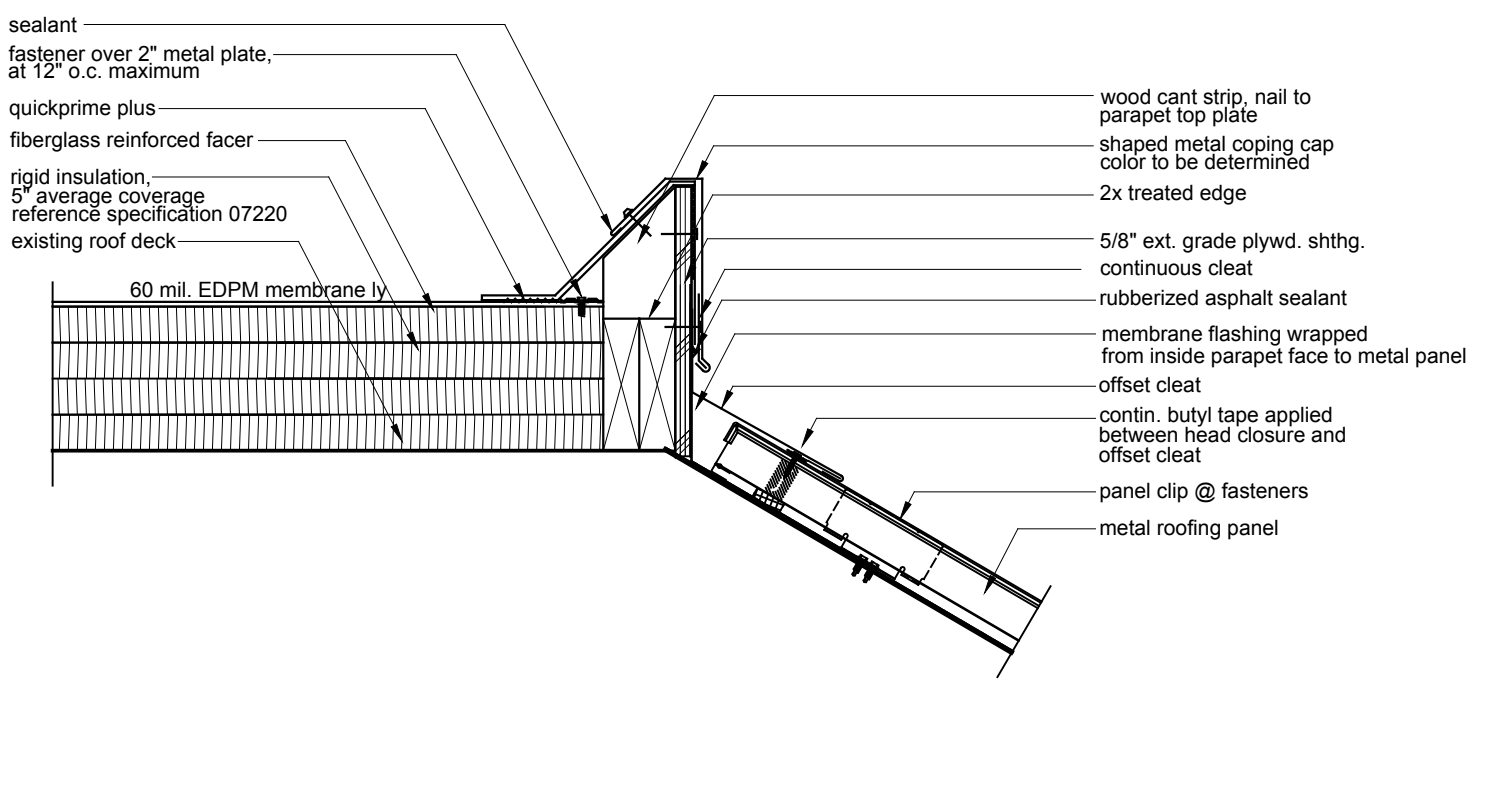 sealant
fastener over 2" metal plate,
at 12" o.c. maximum
quickprime plus
fiberglass reinforced facer
rigid insulation,
5" average coverage
reference specification 07220
existing roof deck
60 mil. EDPM membrane ly
wood cant strip, nail to
parapet top plate
shaped metal coping cap
color to be determined
2x treated edge
5/8" ext. grade plywd. shthg.
continuous cleat
rubberized asphalt sealant
membrane flashing wrapped
from inside parapet face to metal panel
offset cleat
contin. butyl tape applied
between head closure and
offset cleat
panel clip @ fasteners
metal roofing panel